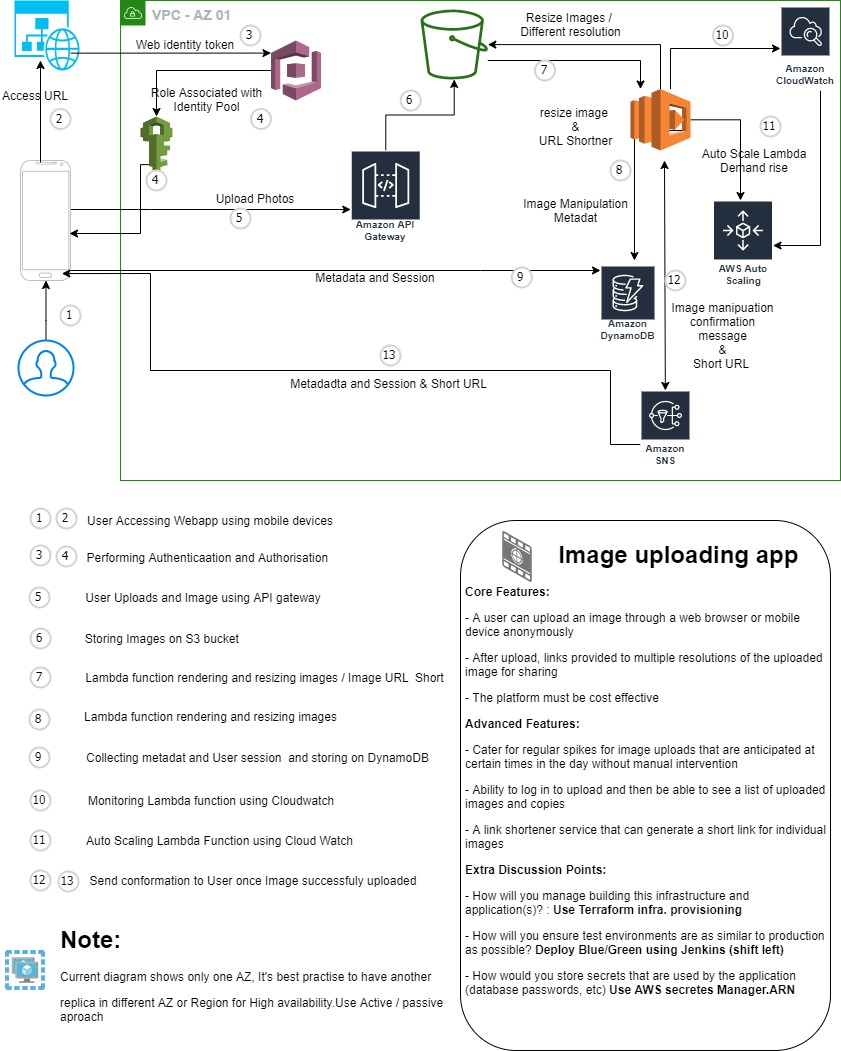 VPC - AZ 01
Web identity token
3
Access URL
2
Role Associated with
Identity Pool
4
4
6
Resize Images /
Different resolution
7
10
Amazon
CloudWatch
resize image
&
URL Shortner
11
Auto Scale Lambda
Demand rise
8
Upload Photos
5
Amazon API
Gateway
Image Manipulation
Metadat
AWS Auto
Scaling
Metadata and Session
9
12
Amazon
DynamoDB
1
Image manipuation
confirmation
message
&
Short URL
13
Metadadta and Session & Short URL
Amazon
SNS
1 2 User Accessing Webapp using mobile devices
3 4 Performing Authenticaation and Authorisation
5 User Uploads and Image using API gateway
6 Storing Images on S3 bucket
7 Lambda function rendering and resizing images / Image URL Short
8 Lambda function rendering and resizing images
9 Collecting metadat and User session and storing on DynamoDB
10 Monitoring Lambda function using Cloudwatch
11 Auto Scaling Lambda Function using Cloud Watch
12 13 Send conformation to User once Image successfuly uploaded
Note:
Current diagram shows only one AZ, It's best practise to have another
replica in different AZ or Region for High availability.Use Active / passive
aproach
Image uploading app
Core Features:
- A user can upload an image through a web browser or mobile
device anonymously
- After upload, links provided to multiple resolutions of the uploaded
image for sharing
- The platform must be cost effective
Advanced Features:
- Cater for regular spikes for image uploads that are anticipated at
certain times in the day without manual intervention
- Ability to log in to upload and then be able to see a list of uploaded
images and copies
- A link shortener service that can generate a short link for individual
images
Extra Discussion Points:
- How will you manage building this infrastructure and
application(s)? : Use Terraform infra. provisioning
- How will you ensure test environments are as similar to production
as possible? Deploy Blue/Green using Jenkins (shift left)
- How would you store secrets that are used by the application
(database passwords, etc) Use AWS secretes Manager.ARN